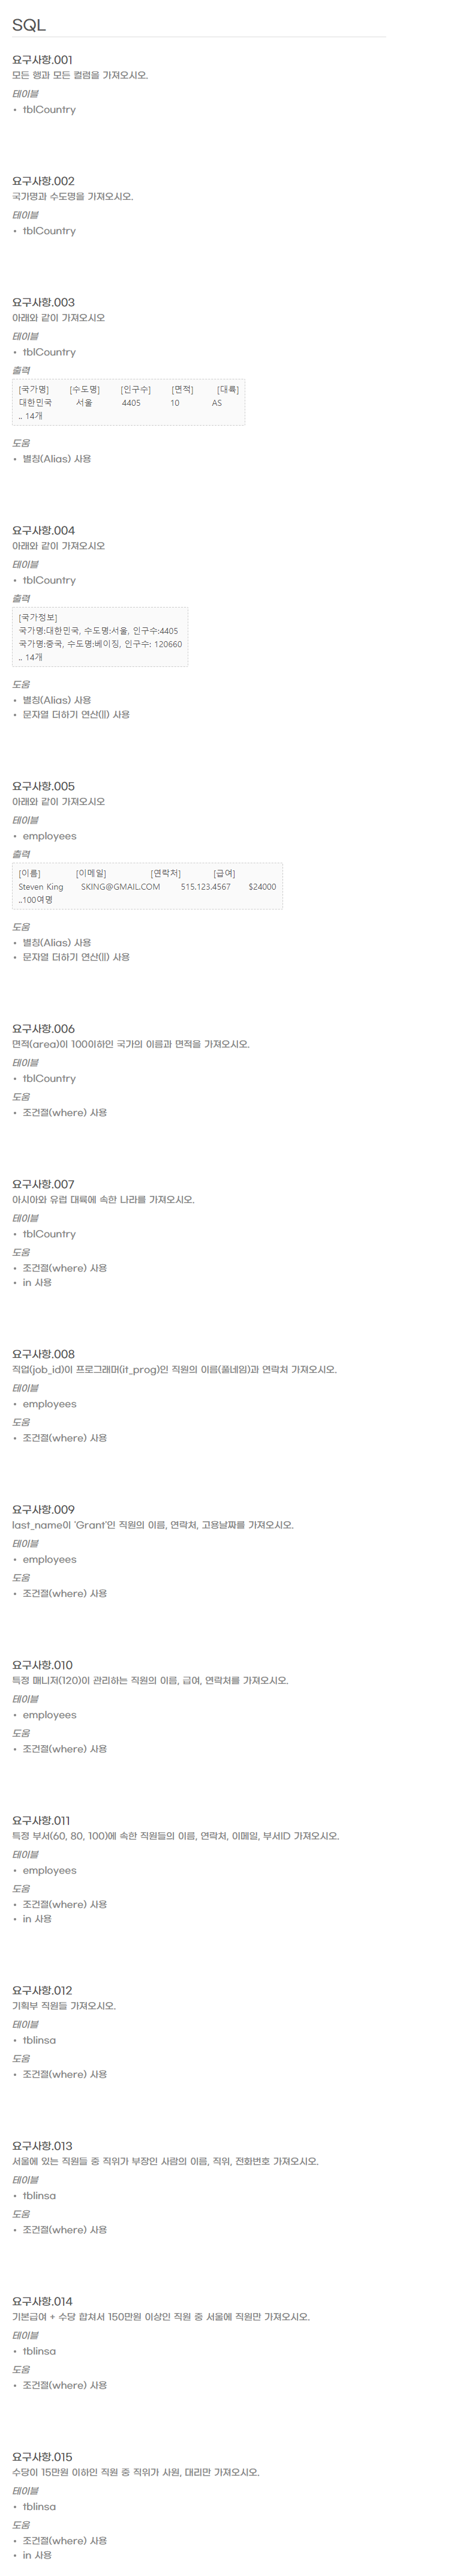 SQL
요구사항.001
모든 행과 모든 컬럼을 가져오시오.
테이블
• tblCountry
요구사항.002
국가명과 수도명을 가져오시오.
테이블
• tblCountry
요구사항.003
아래와 같이 가져오시오
테이블
• tblCountry
출력
[국가명] [수도명] [인구수] [면적] [대륙]
대한민국 서울 4405 10 AS
.. 14개
도움
• 별칭(Alias) 사용
요구사항.004
아래와 같이 가져오시오
테이블
• tblCountry
출력
[국가정보]
국가명:대한민국, 수도명:서울, 인구수:4405
국가명:중국, 수도명:베이징, 인구수: 120660
.. 14개
도움
• 별칭(Alias) 사용
• 문자열 더하기 연산(||) 사용
요구사항.005
아래와 같이 가져오시오
테이블
• employees
출력
[이름] [이메일] [연락처] [급여]
Steven King SKING@GMAIL.COM 515.123.4567 $24000
..100여명
도움
• 별칭(Alias) 사용
• 문자열 더하기 연산(||) 사용
요구사항.006
면적(area)이 100이하인 국가의 이름과 면적을 가져오시오.
테이블
• tblCountry
도움
• 조건절(where) 사용
요구사항.007
아시아와 유럽 대륙에 속한 나라를 가져오시오.
테이블
• tblCountry
도움
• 조건절(where) 사용
• in 사용
요구사항.008
직업(job_id)이 프로그래머(it_prog)인 직원의 이름(풀네임)과 연락처 가져오시오.
테이블
• employees
도움
• 조건절(where) 사용
요구사항.009
last_name이 'Grant'인 직원의 이름, 연락처, 고용날짜를 가져오시오.
테이블
• employees
도움
• 조건절(where) 사용
요구사항.010
특정 매니저(120)이 관리하는 직원의 이름, 급여, 연락처를 가져오시오.
테이블
• employees
도움
• 조건절(where) 사용
요구사항.011
특정 부서(60, 80, 100)에 속한 직원들의 이름, 연락처, 이메일, 부서ID 가져오시오.
테이블
• employees
도움
• 조건절(where) 사용
• in 사용
요구사항.012
기획부 직원들 가져오시오.
테이블
• tblinsa
도움
• 조건절(where) 사용
요구사항.013
서울에 있는 직원들 중 직위가 부장인 사람의 이름, 직위, 전화번호 가져오시오.
테이블
• tblinsa
도움
• 조건절(where) 사용
요구사항.014
기본급여 + 수당 합쳐서 150만원 이상인 직원 중 서울에 직원만 가져오시오.
테이블
• tblinsa
도움
• 조건절(where) 사용
요구사항.015
수당이 15만원 이하인 직원 중 직위가 사원, 대리만 가져오시오.
테이블
• tblinsa
도움
• 조건절(where) 사용
• in 사용